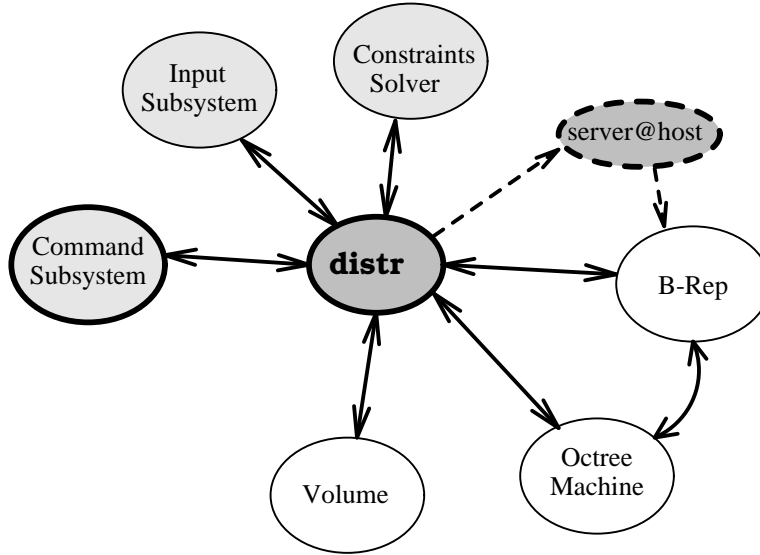 Input
Subsystem
Constraints
Solver
server@host
Command
Subsystem
distr
B-Rep
Volume
Octree
Machine